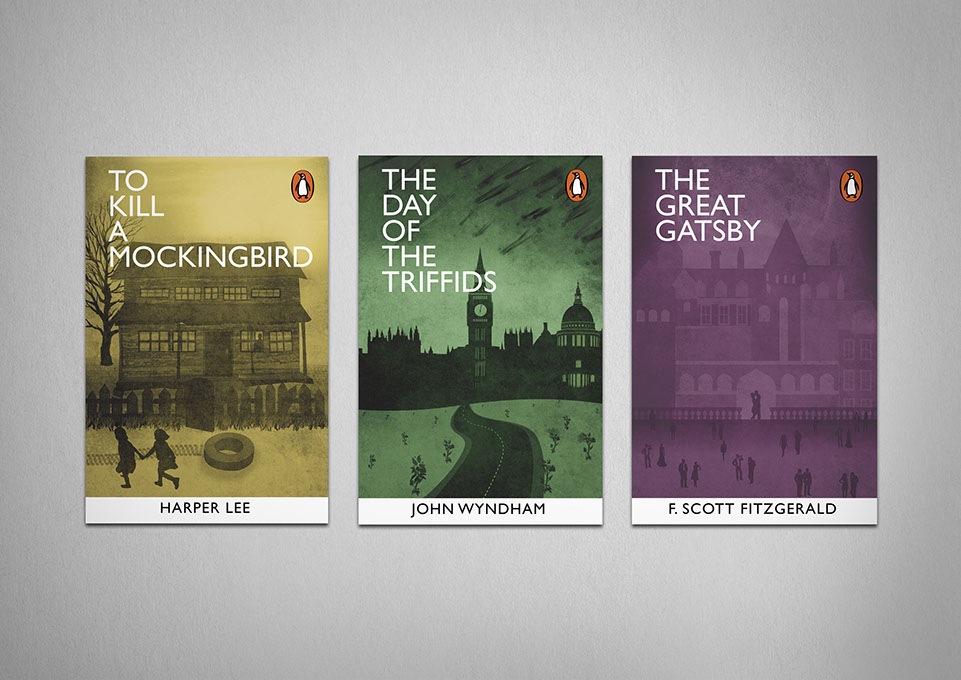 TO
KILL
A
MOCKINGBIRD
HARPER LEE
THE
DAY
OF
THE
TRIFFIDS
JOHN WYNDHAM
THE
GREAT
GATSBY
F. SCOTT FITZGERALD